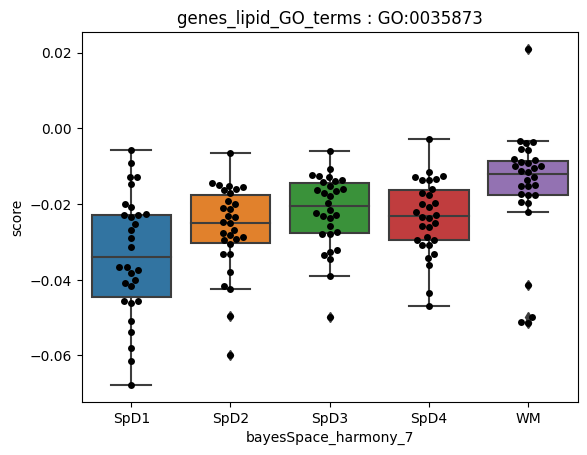 genes_lipid_GO_terms : GO:0035873
0.02
0.00
−0.02
−0.04
−0.06
score
SpD1 SpD2 SpD3 SpD4 WM
bayesSpace_harmony_7